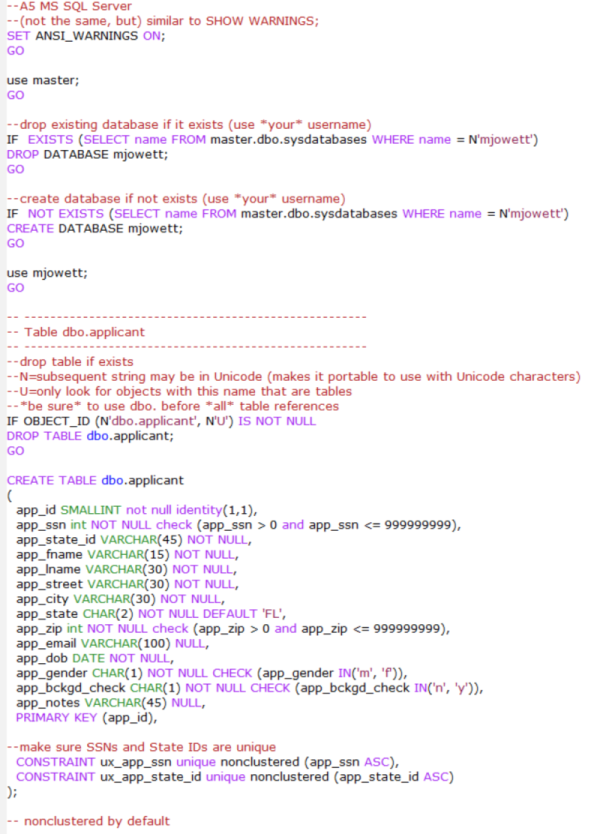 --A5 MS SQL Server
--(not the same, but) similar to SHOW WARNINGS;
SET ANSI_WARNINGS ON;
GO
use master;
GO
--drop existing database if it exists (use *your* username)
IF  EXISTS (SELECT name FROM master.dbo.sysdatabases WHERE name = N'mjowett')
DROP DATABASE mjowett;
GO
--create database if not exists (use *your* username)
IF  NOT EXISTS (SELECT name FROM master.dbo.sysdatabases WHERE name = N'mjowett')
CREATE DATABASE mjowett;
GO
use mjowett;
GO
-- --------------------------------------------------
-- Table dbo.applicant
-- --------------------------------------------------
--drop table if exists
--N=subsequent string may be in Unicode (makes it portable to use with Unicode characters)
--U=only look for objects with this name that are tables
--*be sure* to use dbo. before *all* table references
IF OBJECT_ID (N'dbo.applicant', N'U') IS NOT NULL
DROP TABLE dbo.applicant;
GO
CREATE TABLE dbo.applicant
(
app_id SMALLINT not null identity(1,1),
app_ssn int NOT NULL check (app_ssn > 0 and app_ssn <= 999999999),
app_state_id VARCHAR(45) NOT NULL,
app_fname VARCHAR(15) NOT NULL,
app_lname VARCHAR(30) NOT NULL,
app_street VARCHAR(30) NOT NULL,
app_city VARCHAR(30) NOT NULL,
app_state CHAR(2) NOT NULL DEFAULT 'FL',
app_zip int NOT NULL check (app_zip > 0 and app_zip <= 999999999),
app_email VARCHAR(100) NULL,
app_dob DATE NOT NULL,
app_gender CHAR(1) NOT NULL CHECK (app_gender IN('m', 'f')),
app_bckgd_check CHAR(1) NOT NULL CHECK (app_bckgd_check IN('n', 'y')),
app_notes VARCHAR(45) NULL,
PRIMARY KEY (app_id),
--make sure SSNs and State IDs are unique
CONSTRAINT ux_app_ssn unique nonclustered (app_ssn ASC),
CONSTRAINT ux_app_state_id unique nonclustered (app_state_id ASC)
);
-- nonclustered by default